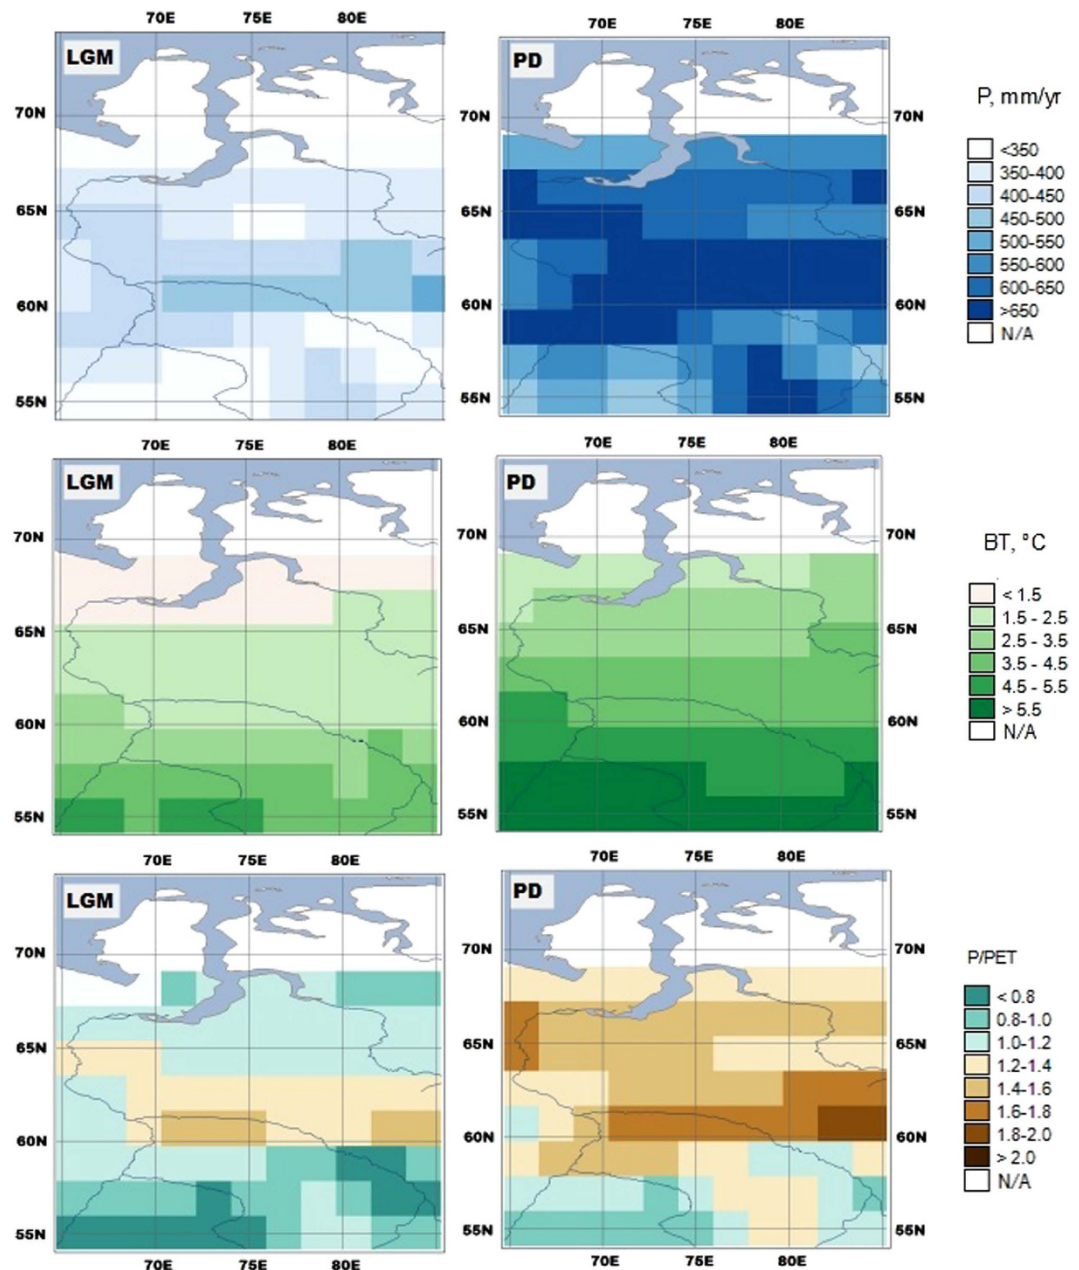 70E 75E 80E 70E 75E 80E
LGM PD
P, mm/yr
70N 70N
<350
350-400
400-450
65N 65N
450-500
500-550
550-600
600-650
60N 60N
>650
N/A
55N 55N
70E 75E 80E 70E 75E 80E
LGM PD
70N 70N
BT, °C
< 1.5
1.5 - 2.5
65N 65N
2.5 - 3.5
3.5 - 4.5
4.5 - 5.5
> 5.5
60N 60N
N/A
55N 55N
70E 75E 80E 70E 75E 80E
LGM PD
70N 70N
P/PET
< 0.8
0.8-1.0
65N 65N
1.0-1.2
1.2-1.4
1.4-1.6
1.6-1.8
60N 60N
1.8-2.0
> 2.0
N/A
55N 55N
70E 75E 80E 70E 75E 80E